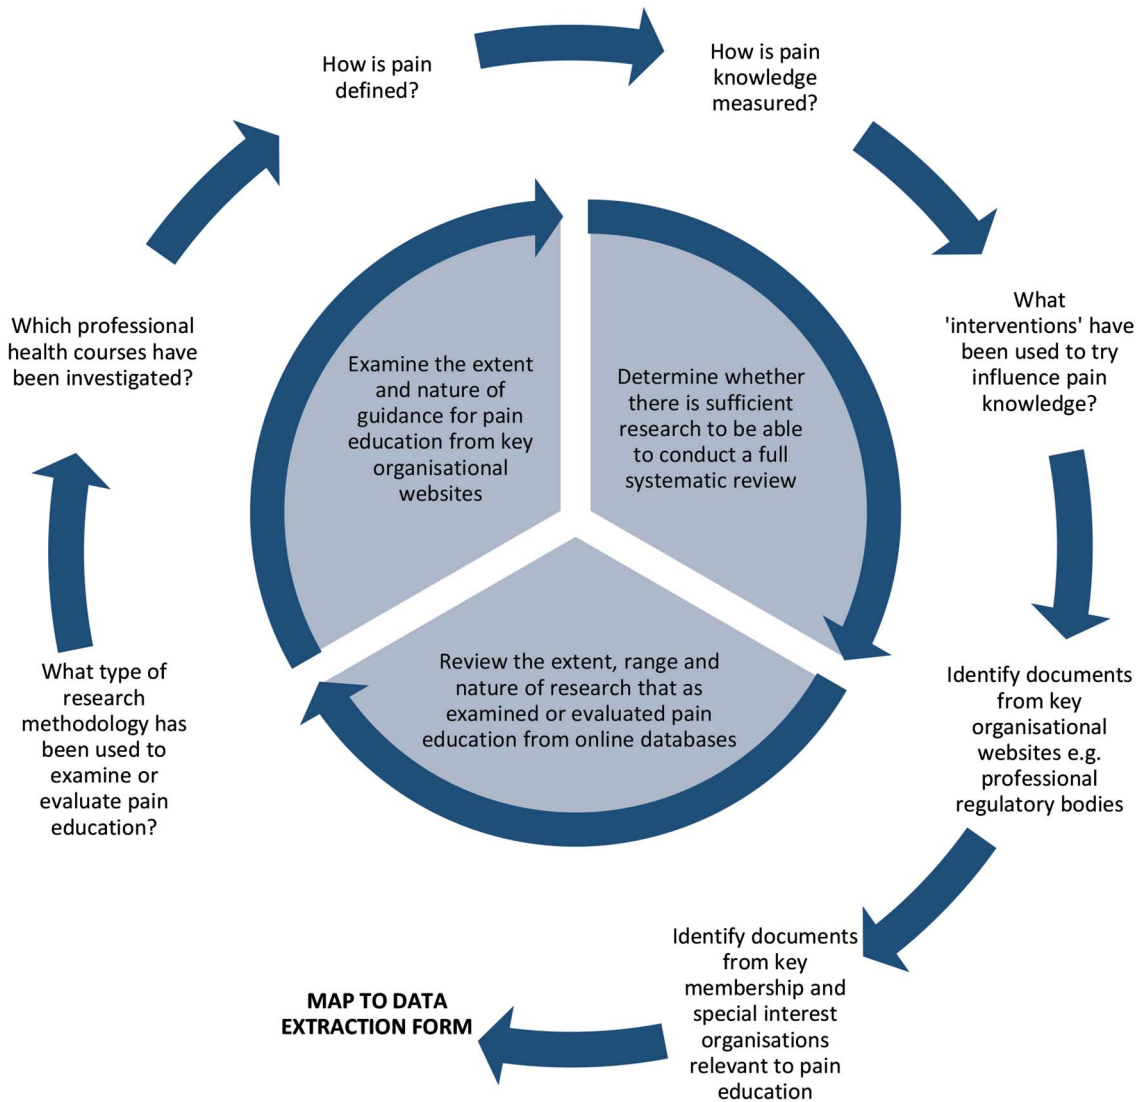 How is pain
defined?
How is pain
knowledge
measured?
What
'interventions' have
been used to try
influence pain
knowledge?
Identify documents
from key
organisational
websites e.g.
professional
regulatory bodies
Identify documents
from key
membership and
special interest
organisations
relevant to pain
education
MAP TO DATA
EXTRACTION FORM
What type of
research
methodology has
been used to
examine or
evaluate pain
education?
Which professional
health courses have
been investigated?
Examine the extent
and nature of
guidance for pain
education from key
organisational
websites
Determine whether
there is sufficient
research to be able
to conduct a full
systematic review
Review the extent, range and
nature of research that as
examined or evaluated pain
education from online databases